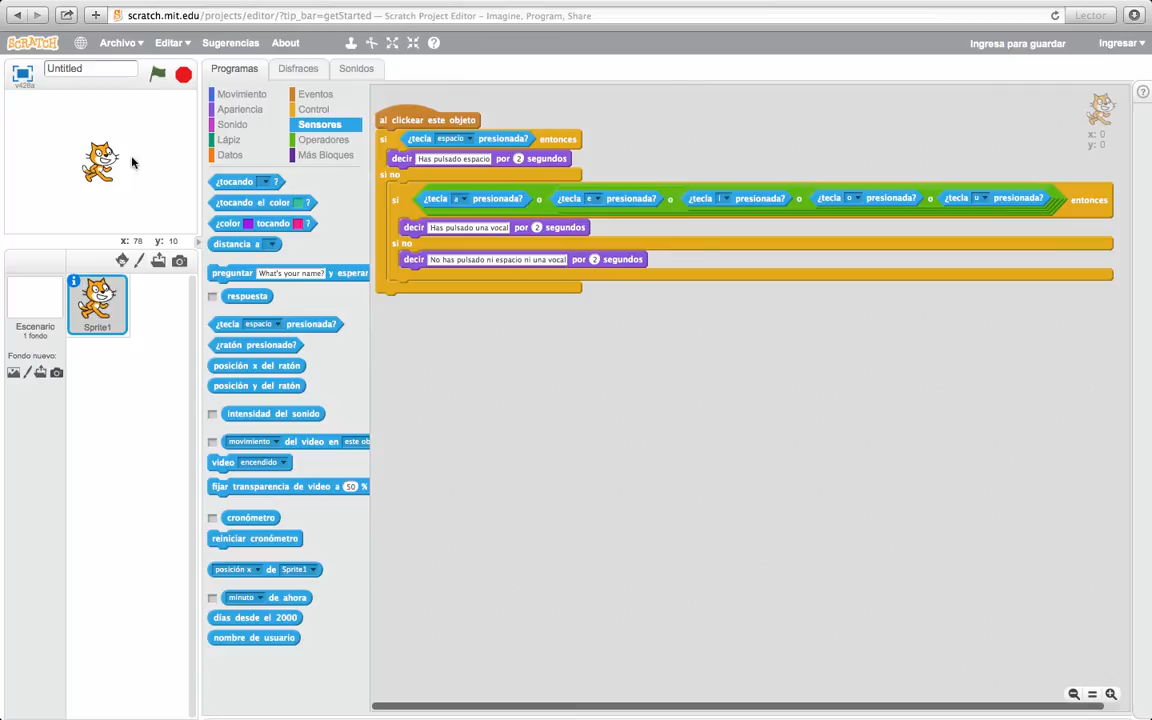 scratch.mit.edu/projects/editor/?tip_bar=getStarted — Scratch Project Editor - Imagine, Program, Share
Lector
SCRATCH
Archivo
Editar
Sugerencias
About
Ingresa para guardar
Ingresar
v428a
Untitled
Programas
Disfraces
Sonidos
Movimiento
Eventos
Apariencia
Control
Sonido
Sensores
Lápiz
Operadores
Datos
Más Bloques
¿tocando ?
¿tocando el color ?
¿color tocando ?
distancia a
preguntar What's your name? y esperar
respuesta
¿tecla espacio presionada?
¿ratón presionado?
posición x del ratón
posición y del ratón
intensidad del sonido
movimiento del video en este ob
video encendido
fijar transparencia de video a 50 %
cronómetro
reiniciar cronómetro
posición x de Sprite1
minuto de ahora
días desde el 2000
nombre de usuario
al clickear este objeto
si ¿tecla espacio presionada? entonces
decir Has pulsado espacio por 2 segundos
si no
si ¿tecla a presionada? o ¿tecla e presionada? o ¿tecla i presionada? o ¿tecla o presionada? o ¿tecla u presionada? entonces
decir Has pulsado una vocal por 2 segundos
si no
decir No has pulsado ni espacio ni una vocal por 2 segundos
x: 0
y: 0
x: 78 y: 10
Sprite1
Escenario
1 fondo
Fondo nuevo: